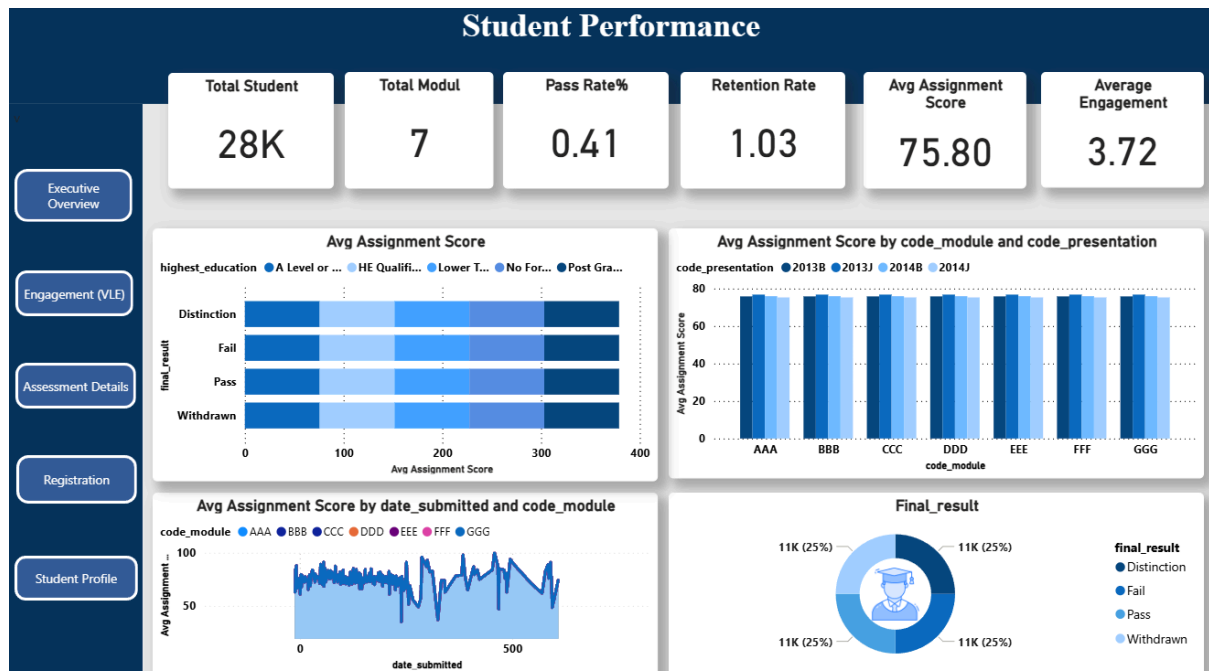 Student Performance
Total Student
28K
Total Modul
7
Pass Rate%
0.41
Retention Rate
1.03
Avg Assignment
Score
75.80
Average
Engagement
3.72
Executive
Overview
Engagement (VLE)
Assessment Details
Registration
Student Profile
Avg Assignment Score
highest_education A Level or ... HE Qualifi... Lower T... No For... Post Gra...
final_result
Distinction
Fail
Pass
Withdrawn
0 100 200 300 400
Avg Assignment Score
Avg Assignment Score by code_module and code_presentation
code_presentation 2013B 2013J 2014B 2014J
Avg Assignment Score
80
60
40
20
0
AAA BBB CCC DDD EEE FFF GGG
code_module
Avg Assignment Score by date_submitted and code_module
code_module AAA BBB CCC DDD EEE FFF GGG
Avg Assignment ...
100
50
0 500
date_submitted
Final_result
11K (25%) 11K (25%)
11K (25%) 11K (25%)
final_result
Distinction
Fail
Pass
Withdrawn